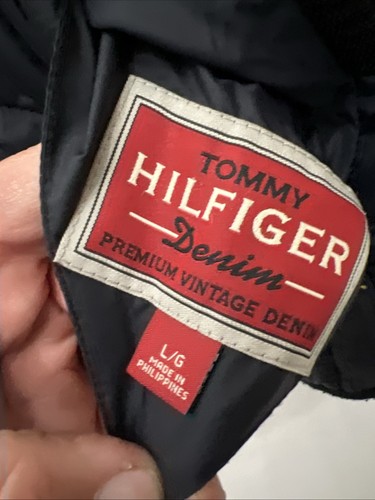 TOMMY
HILFIGER
Denim
PREMIUM VINTAGE DENIM
L/G
MADE IN
PHILIPPINES